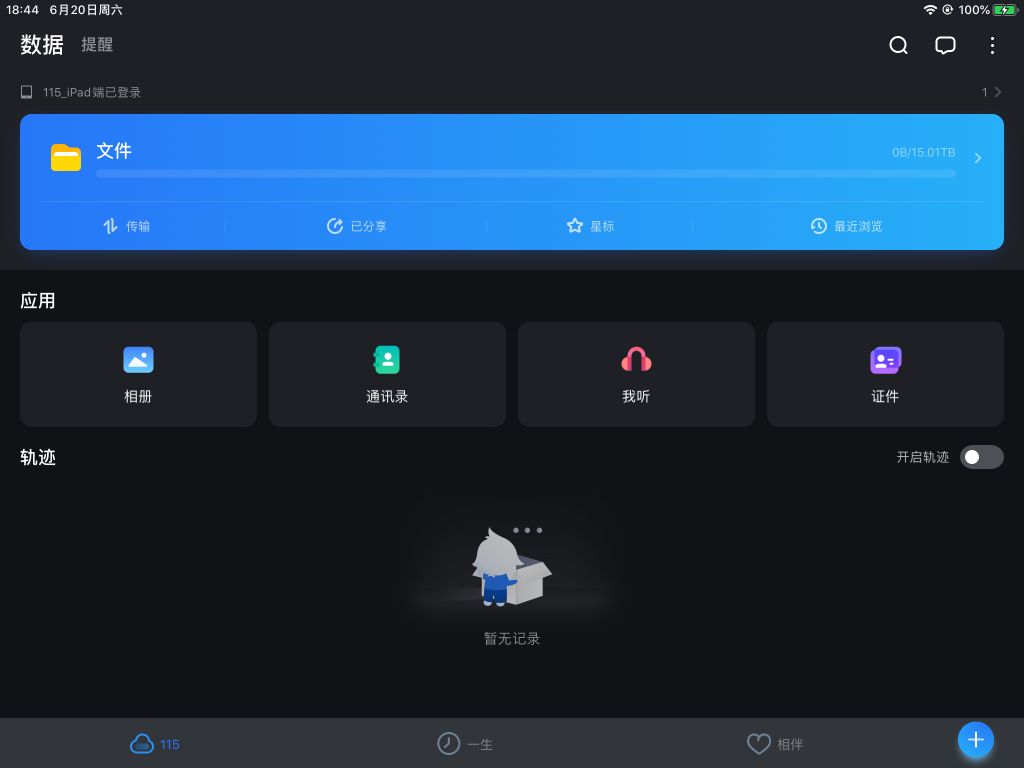 18:44 6月20日周六 100%
数据 提醒
115_iPad端已登录 1
文件 0B/15.01TB
传输 已分享 星标 最近浏览
应用
相册 通讯录 我听 证件
轨迹 开启轨迹
暂无记录
115 一生 相伴